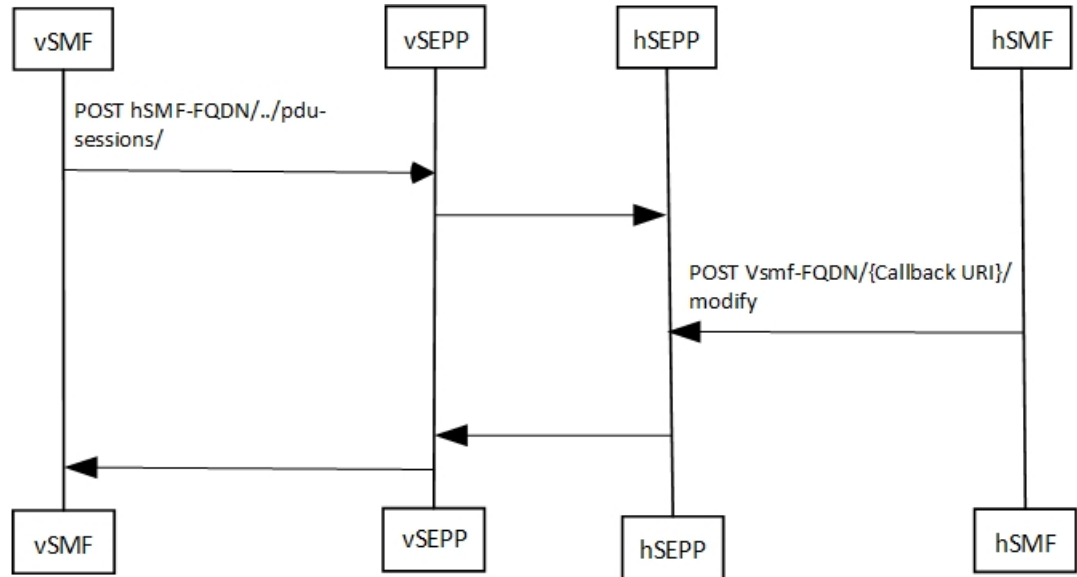 vSMF
vSEPP
hSEPP
hSMF
POST hSMF-FQDN/../pdu-
sessions/
POST Vsmf-FQDN/{Callback URI}/
modify
vSMF
vSEPP
hSEPP
hSMF